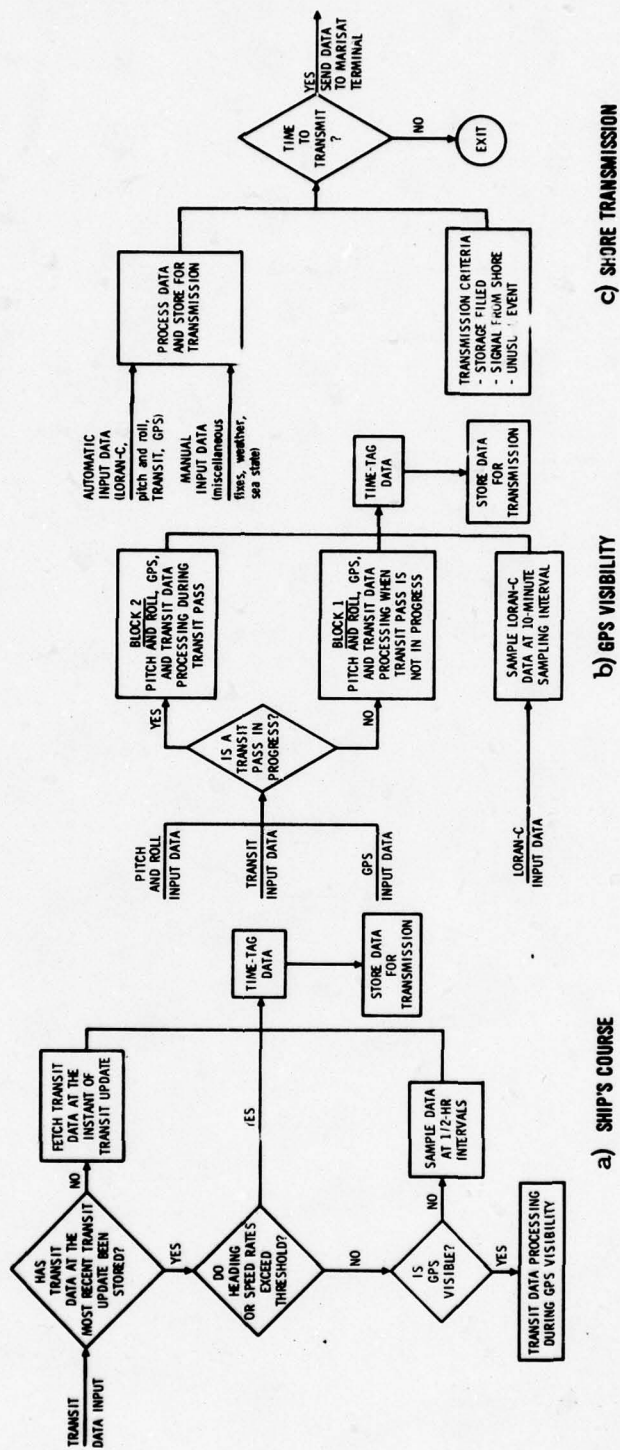 TRANSIT
DATA INPUT
HAS
TRANSIT
DATA AT THE
MOST RECENT TRANSIT
UPDATE BEEN
STORED?
NO
FETCH TRANSIT
DATA AT THE
INSTANT OF
TRANSIT UPDATE
YES
DO
HEADING
OR SPEED RATES
EXCEED
THRESHOLD?
YES
TIME-TAG
DATA
STORE DATA
FOR
TRANSMISSION
NO
IS
GPS
VISIBLE?
NO
SAMPLE DATA
AT 1/2-HR
INTERVALS
YES
TRANSIT DATA PROCESSING
DURING GPS VISIBILITY
a) SHIP'S COURSE
PITCH
AND ROLL
INPUT DATA
TRANSIT
INPUT DATA
GPS
INPUT DATA
IS A
TRANSIT
PASS IN
PROGRESS?
YES
BLOCK 2
PITCH AND ROLL, GPS,
AND TRANSIT DATA
PROCESSING DURING
TRANSIT PASS
NO
BLOCK 1
PITCH AND ROLL, GPS,
AND TRANSIT DATA
PROCESSING WHEN
TRANSIT PASS IS
NOT IN PROGRESS
LORAN-C
INPUT DATA
SAMPLE LORAN-C
DATA AT 10-MINUTE
SAMPLING INTERVAL
TIME-TAG
DATA
STORE DATA
FOR
TRANSMISSION
b) GPS VISIBILITY
AUTOMATIC
INPUT DATA
(LORAN-C,
pitch and roll,
TRANSIT, GPS)
MANUAL
INPUT DATA
(miscellaneous
fixes, weather,
sea state)
PROCESS DATA
AND STORE FOR
TRANSMISSION
TRANSMISSION CRITERIA
- STORAGE FILLED
- SIGNAL FROM SHORE
- EVENT
TIME
TO
TRANSMIT
?
YES
SEND DATA
TO MARISAT
TERMINAL
NO
EXIT
c) SHORE TRANSMISSION